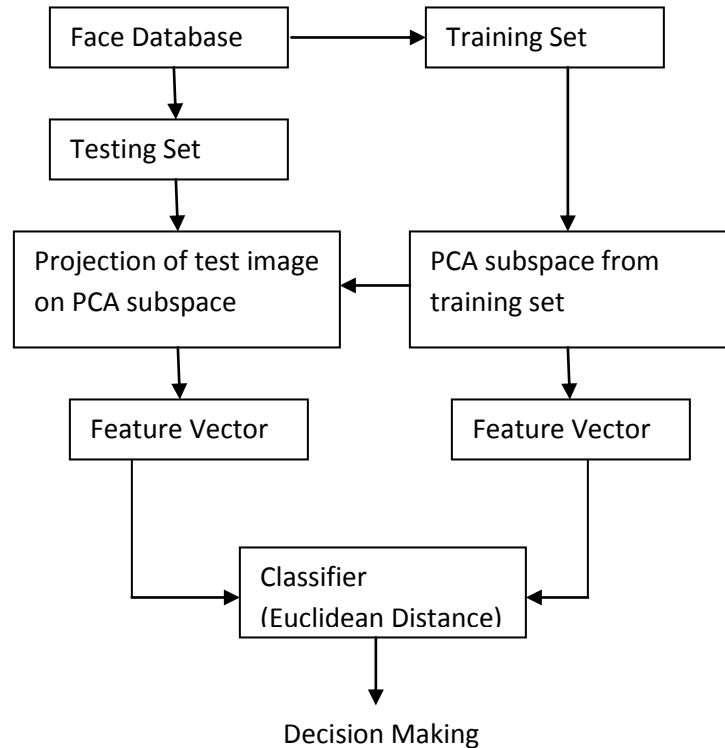 Face Database
Training Set
Testing Set
Projection of test image
on PCA subspace
PCA subspace from
training set
Feature Vector
Feature Vector
Classifier
(Euclidean Distance)
Decision Making